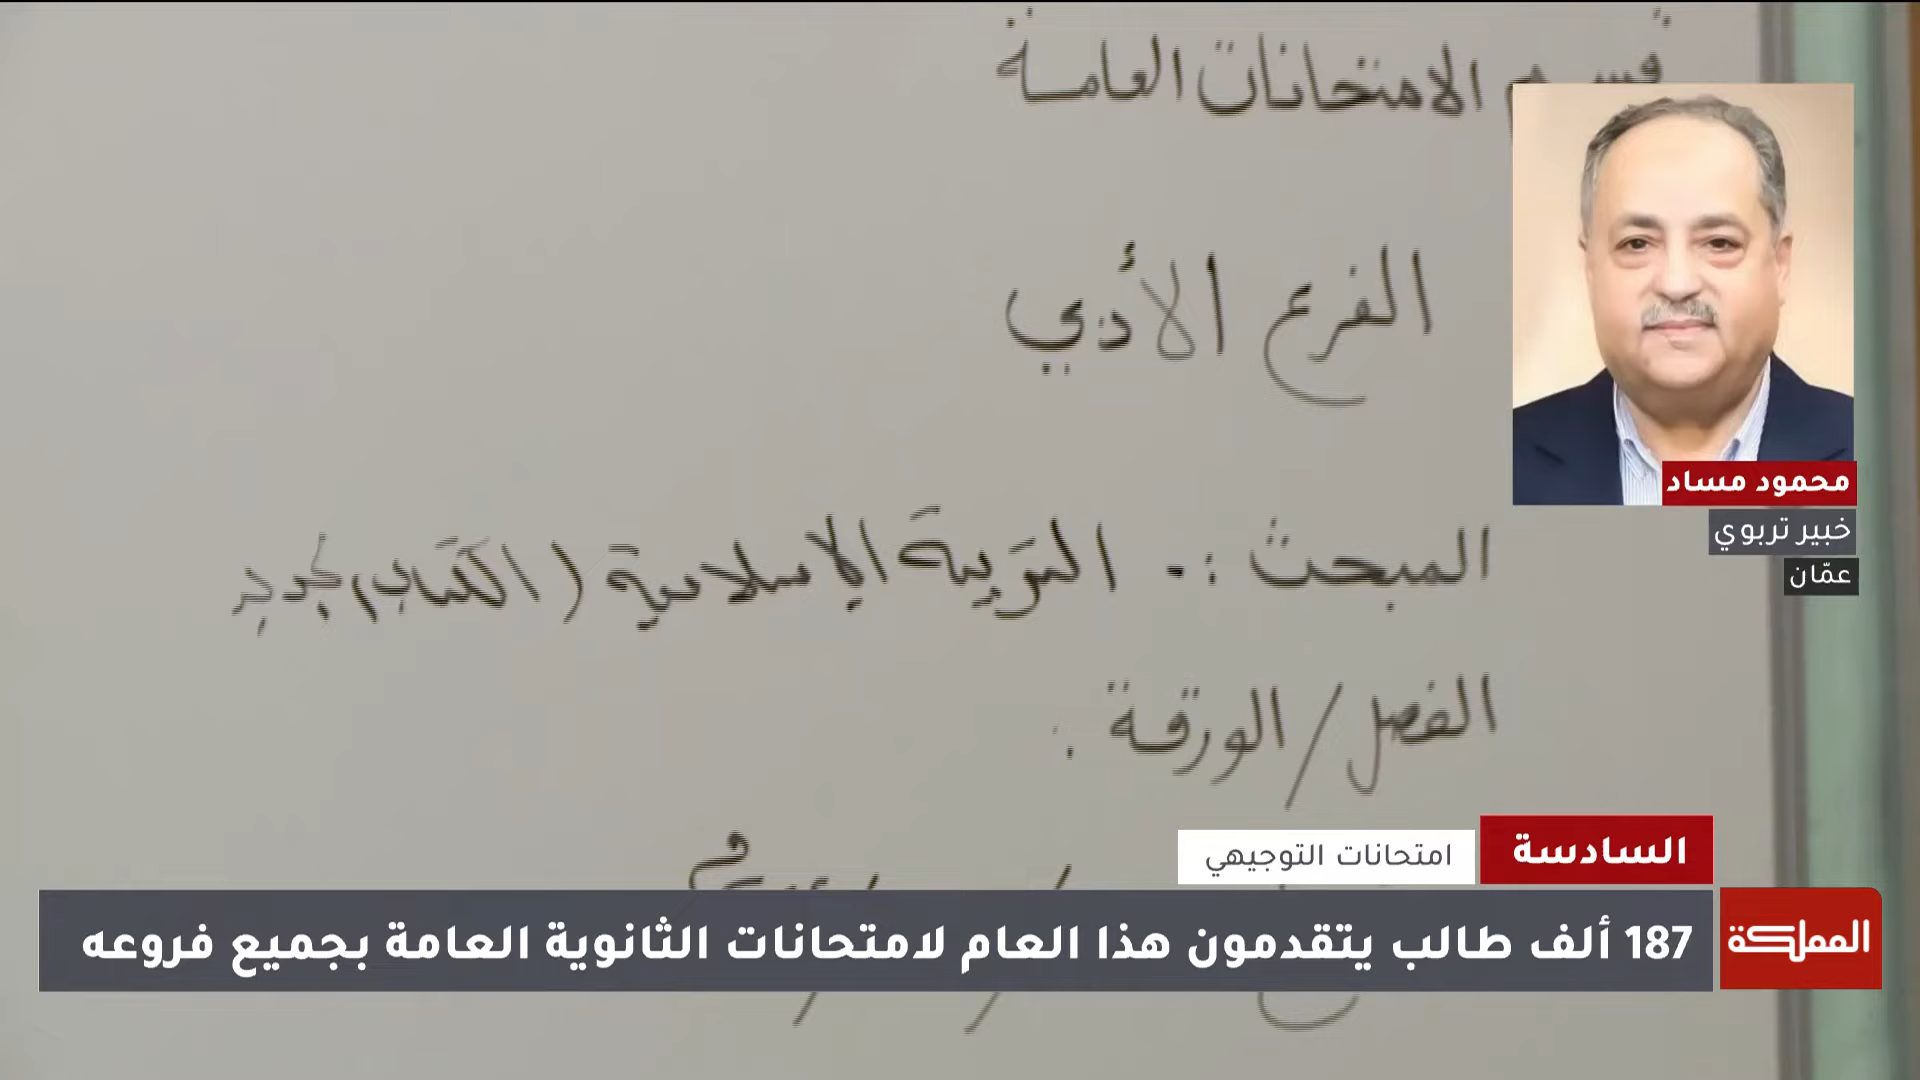 قسم الامتحانات العامة
الفرع الأدبي
المبحث :- التربية الإسلامية (الكتاب الجديد
الفصل/الورقة :
محمود مساد
خبير تربوي
عمّان
السادسة
امتحانات التوجيهي
187 ألف طالب يتقدمون هذا العام لامتحانات الثانوية العامة بجميع فروعه
المملكة